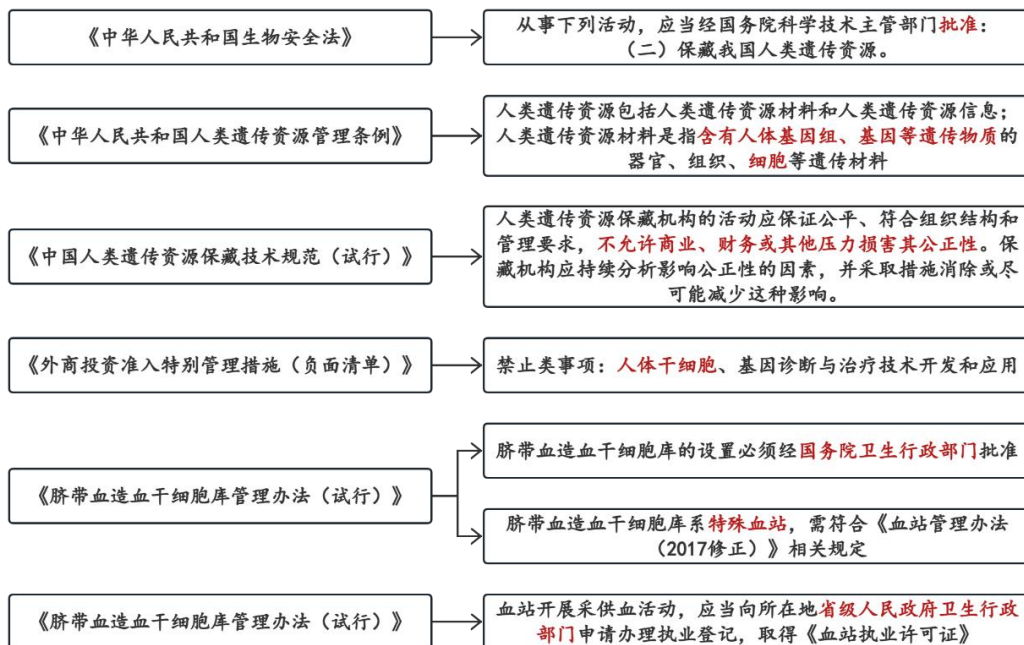 《中华人民共和国生物安全法》
从事下列活动，应当经国务院科学技术主管部门批准：
（二）保藏我国人类遗传资源。
《中华人民共和国人类遗传资源管理条例》
人类遗传资源包括人类遗传资源材料和人类遗传资源信息；
人类遗传资源材料是指含有人体基因组、基因等遗传物质的
器官、组织、细胞等遗传材料
《中国人类遗传资源保藏技术规范（试行）》
人类遗传资源保藏机构的活动应保证公平、符合组织结构和
管理要求，不允许商业、财务或其他压力损害其公正性。保
藏机构应持续分析影响公正性的因素，并采取措施消除或尽
可能减少这种影响。
《外商投资准入特别管理措施（负面清单）》
禁止类事项：人体干细胞、基因诊断与治疗技术开发和应用
《脐带血造血干细胞库管理办法（试行）》
脐带血造血干细胞库的设置必须经国务院卫生行政部门批准
脐带血造血干细胞库系特殊血站，需符合《血站管理办法
（2017修正）》相关规定
《脐带血造血干细胞库管理办法（试行）》
血站开展采供血活动，应当向所在地省级人民政府卫生行政
部门申请办理执业登记，取得《血站执业许可证》